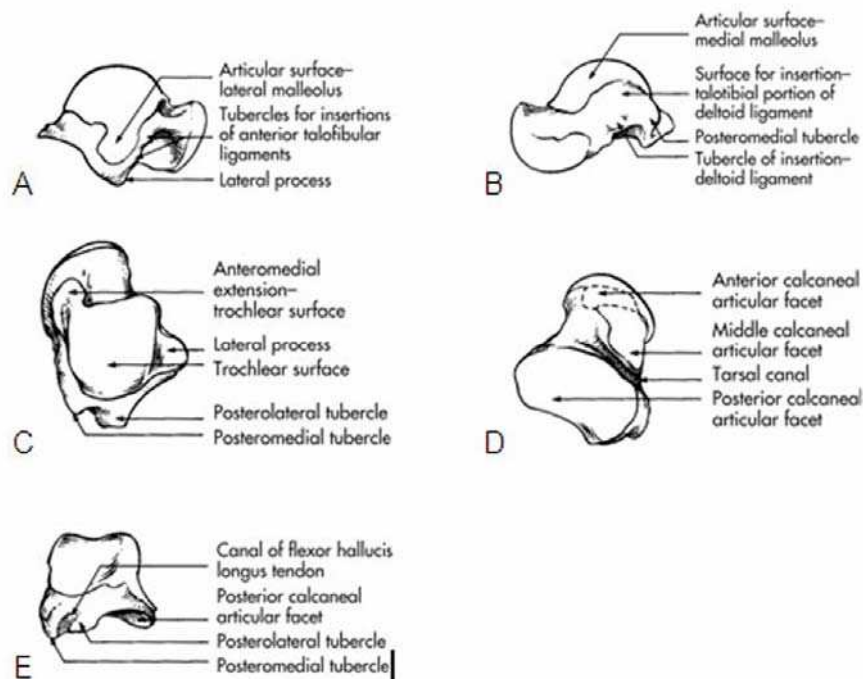 Articular surface–
lateral malleolus
Tubercles for insertions
of anterior talofibular
ligaments
Lateral process
A
Articular surface–
medial malleolus
Surface for insertion–
talotibial portion of
deltoid ligament
Posteromedial tubercle
Tubercle of insertion–
deltoid ligament
B
Anteromedial
extension–
trochlear surface
Lateral process
Trochlear surface
Posterolateral tubercle
Posteromedial tubercle
C
Anterior calcaneal
articular facet
Middle calcaneal
articular facet
Tarsal canal
Posterior calcaneal
articular facet
D
Canal of flexor hallucis
longus tendon
Posterior calcaneal
articular facet
Posterolateral tubercle
Posteromedial tubercle
E